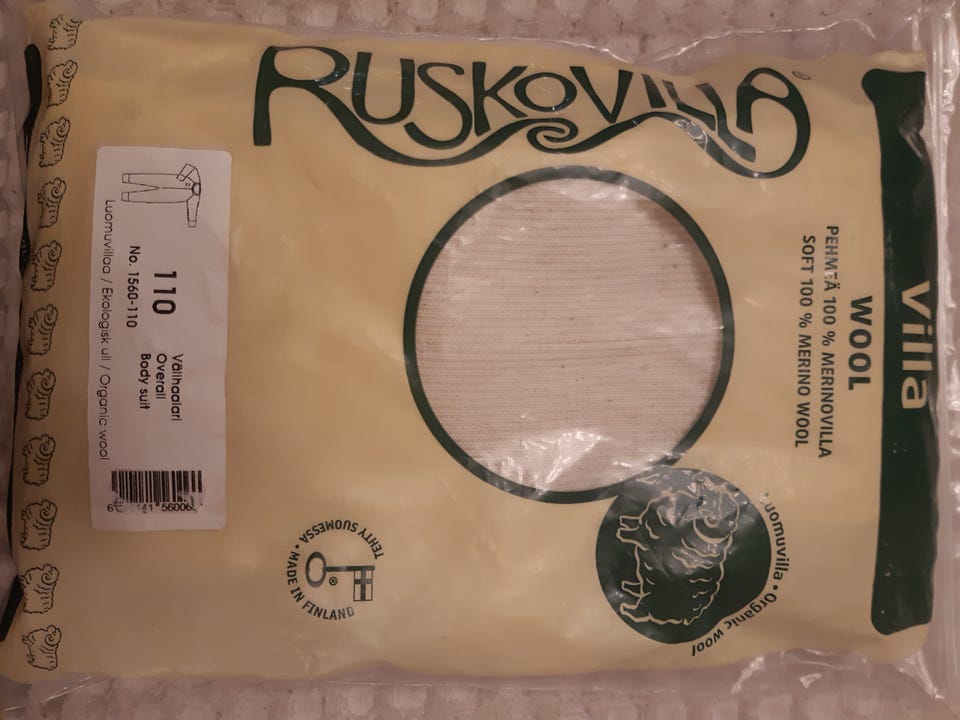 RUSKOVILLA
Villa
WOOL
PEHMEÄ 100 % MERINOVILLA
SOFT 100 % MERINO WOOL
Luomuvilla • Organic wool
110
No. 1560-110
Välihaalari
Overall
Body suit
Luomuvillaa / Ekologisk ull / Organic wool
TEHTY SUOMESSA • MADE IN FINLAND